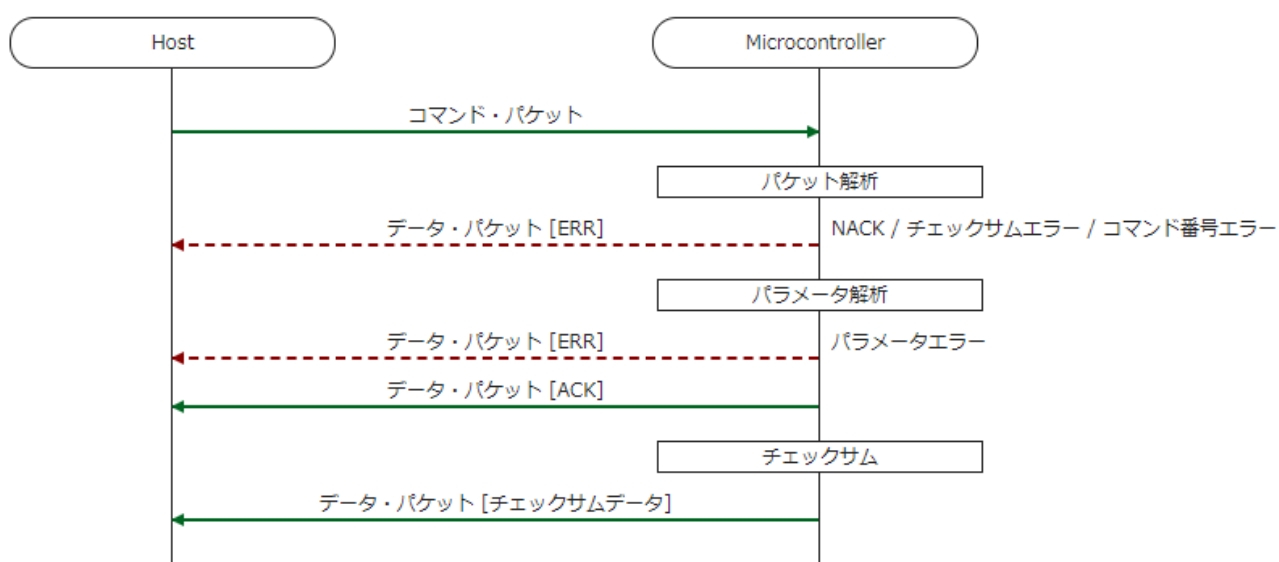 Host
Microcontroller
コマンド・パケット
パケット解析
データ・パケット [ERR]
NACK / チェックサムエラー / コマンド番号エラー
パラメータ解析
データ・パケット [ERR]
パラメータエラー
データ・パケット [ACK]
チェックサム
データ・パケット [チェックサムデータ]